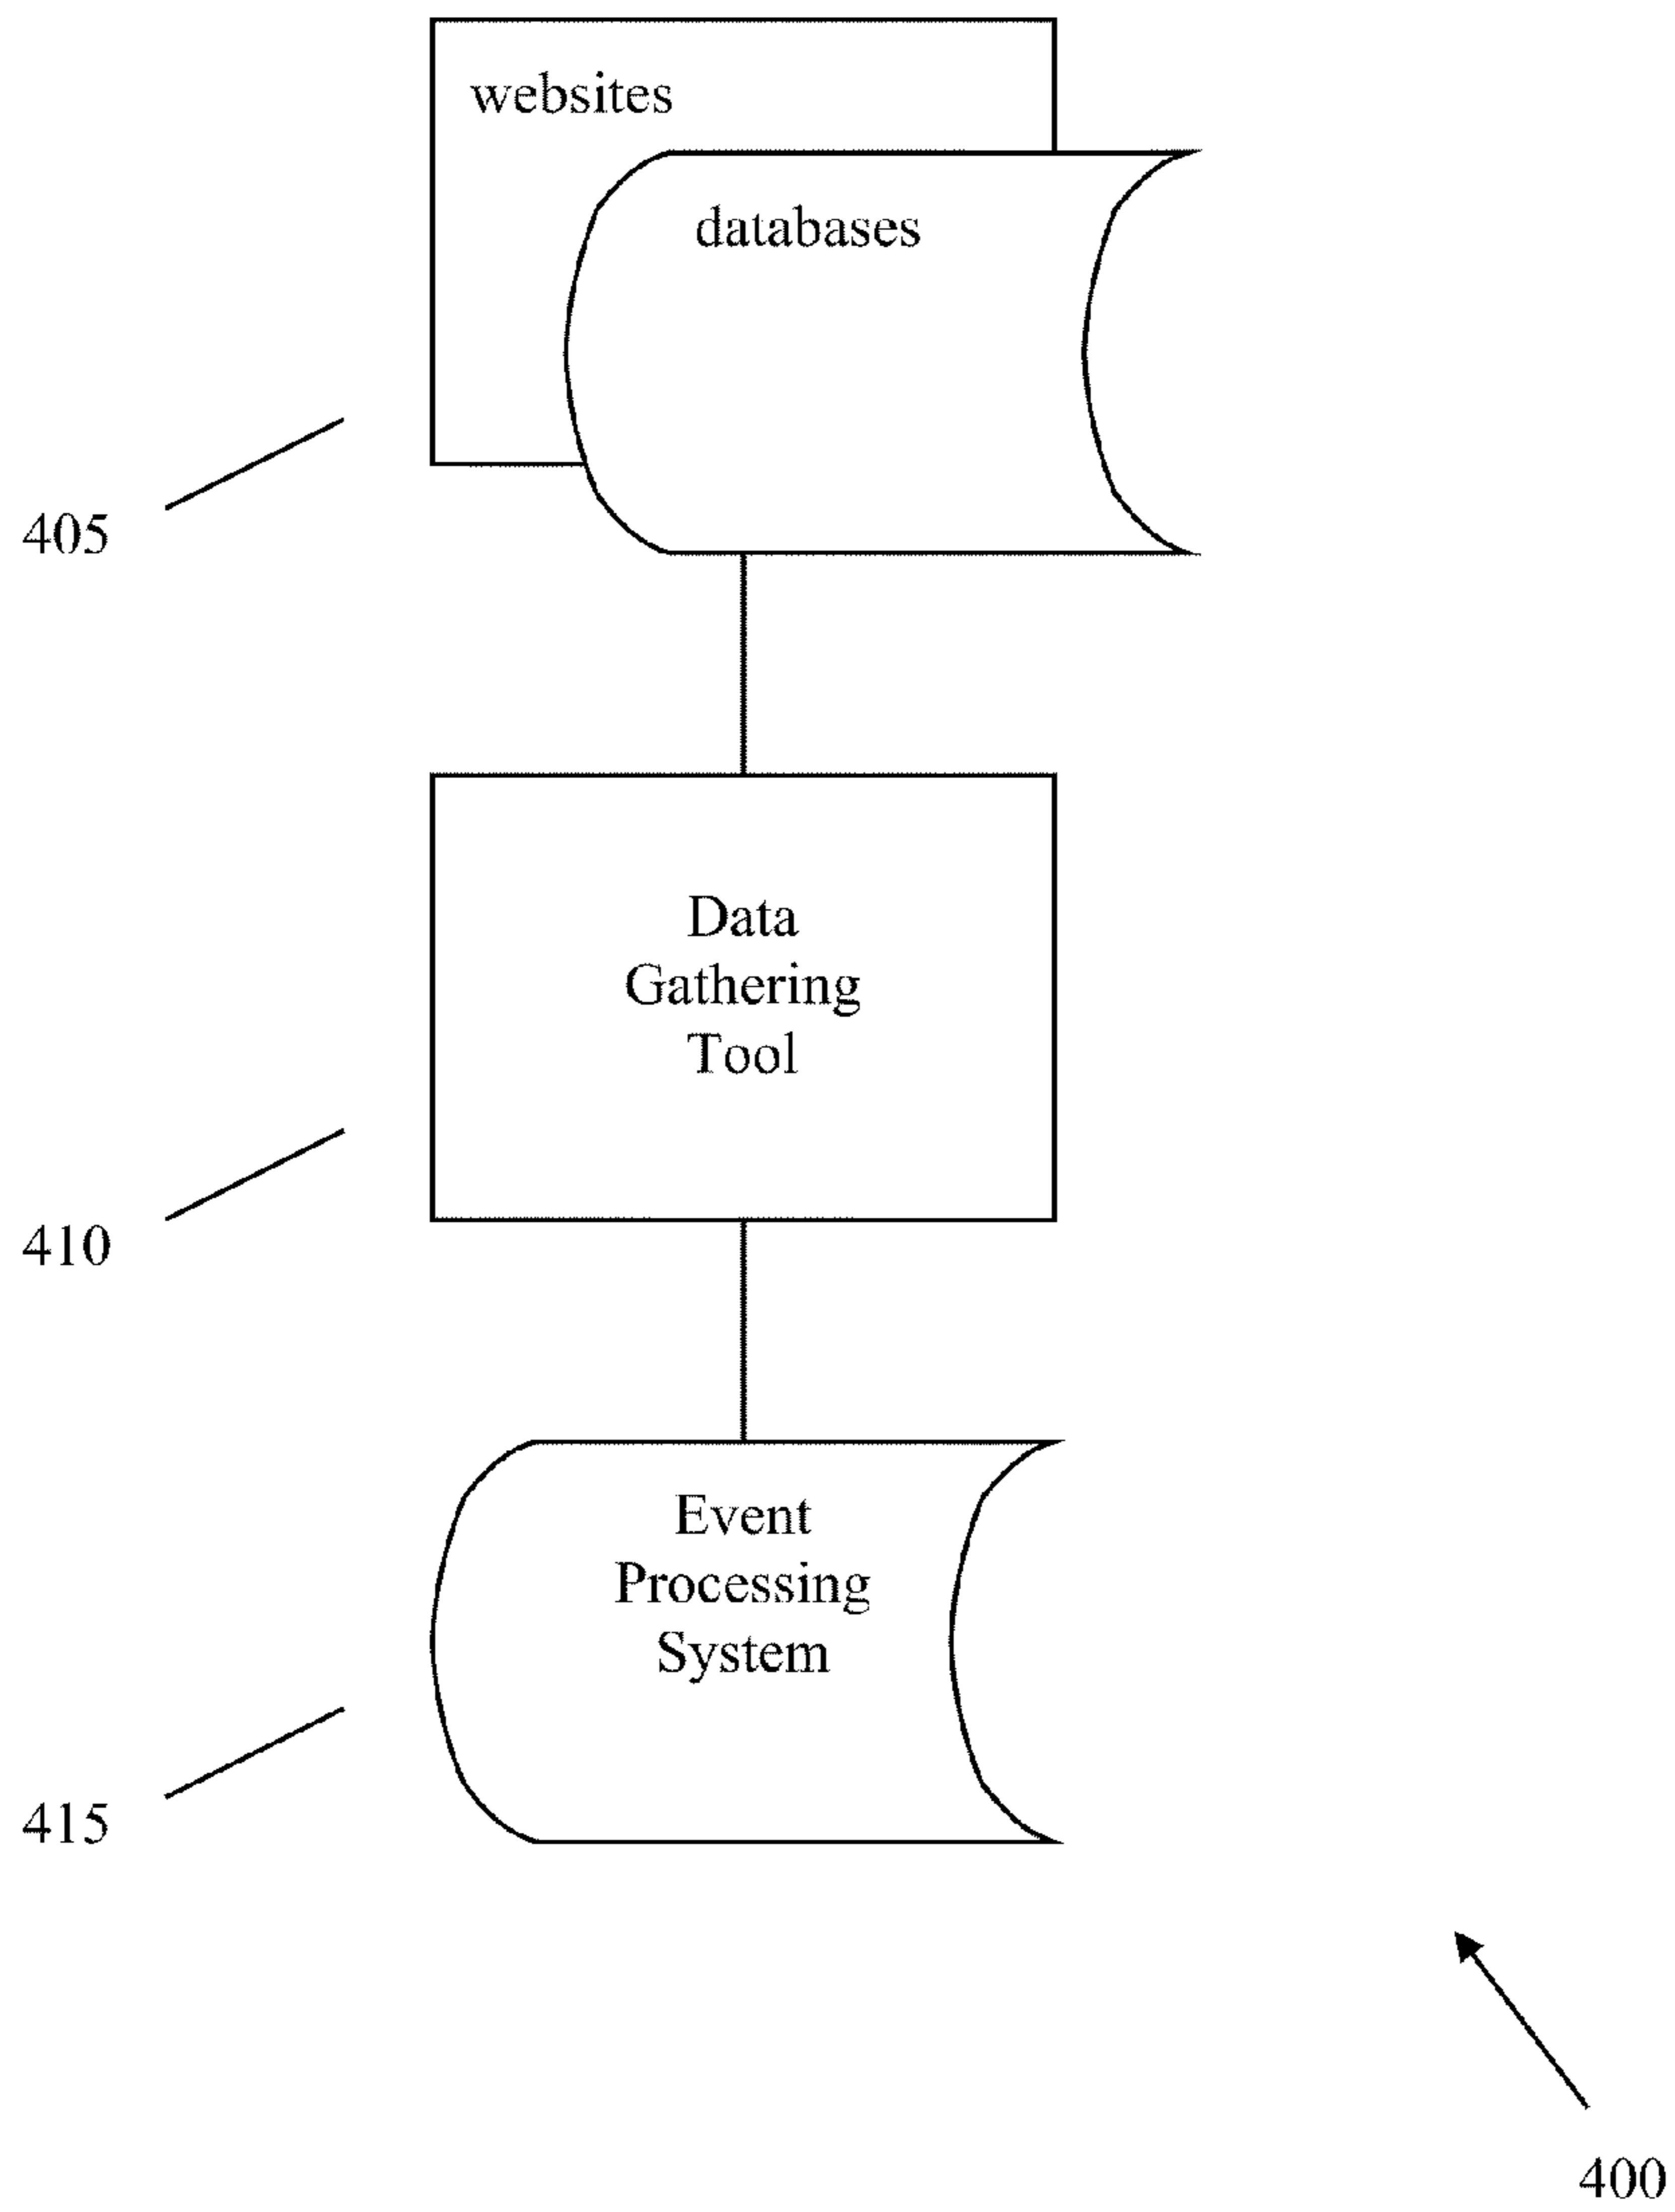 websites
databases
405
Data
Gathering
Tool
410
Event
Processing
System
415
400